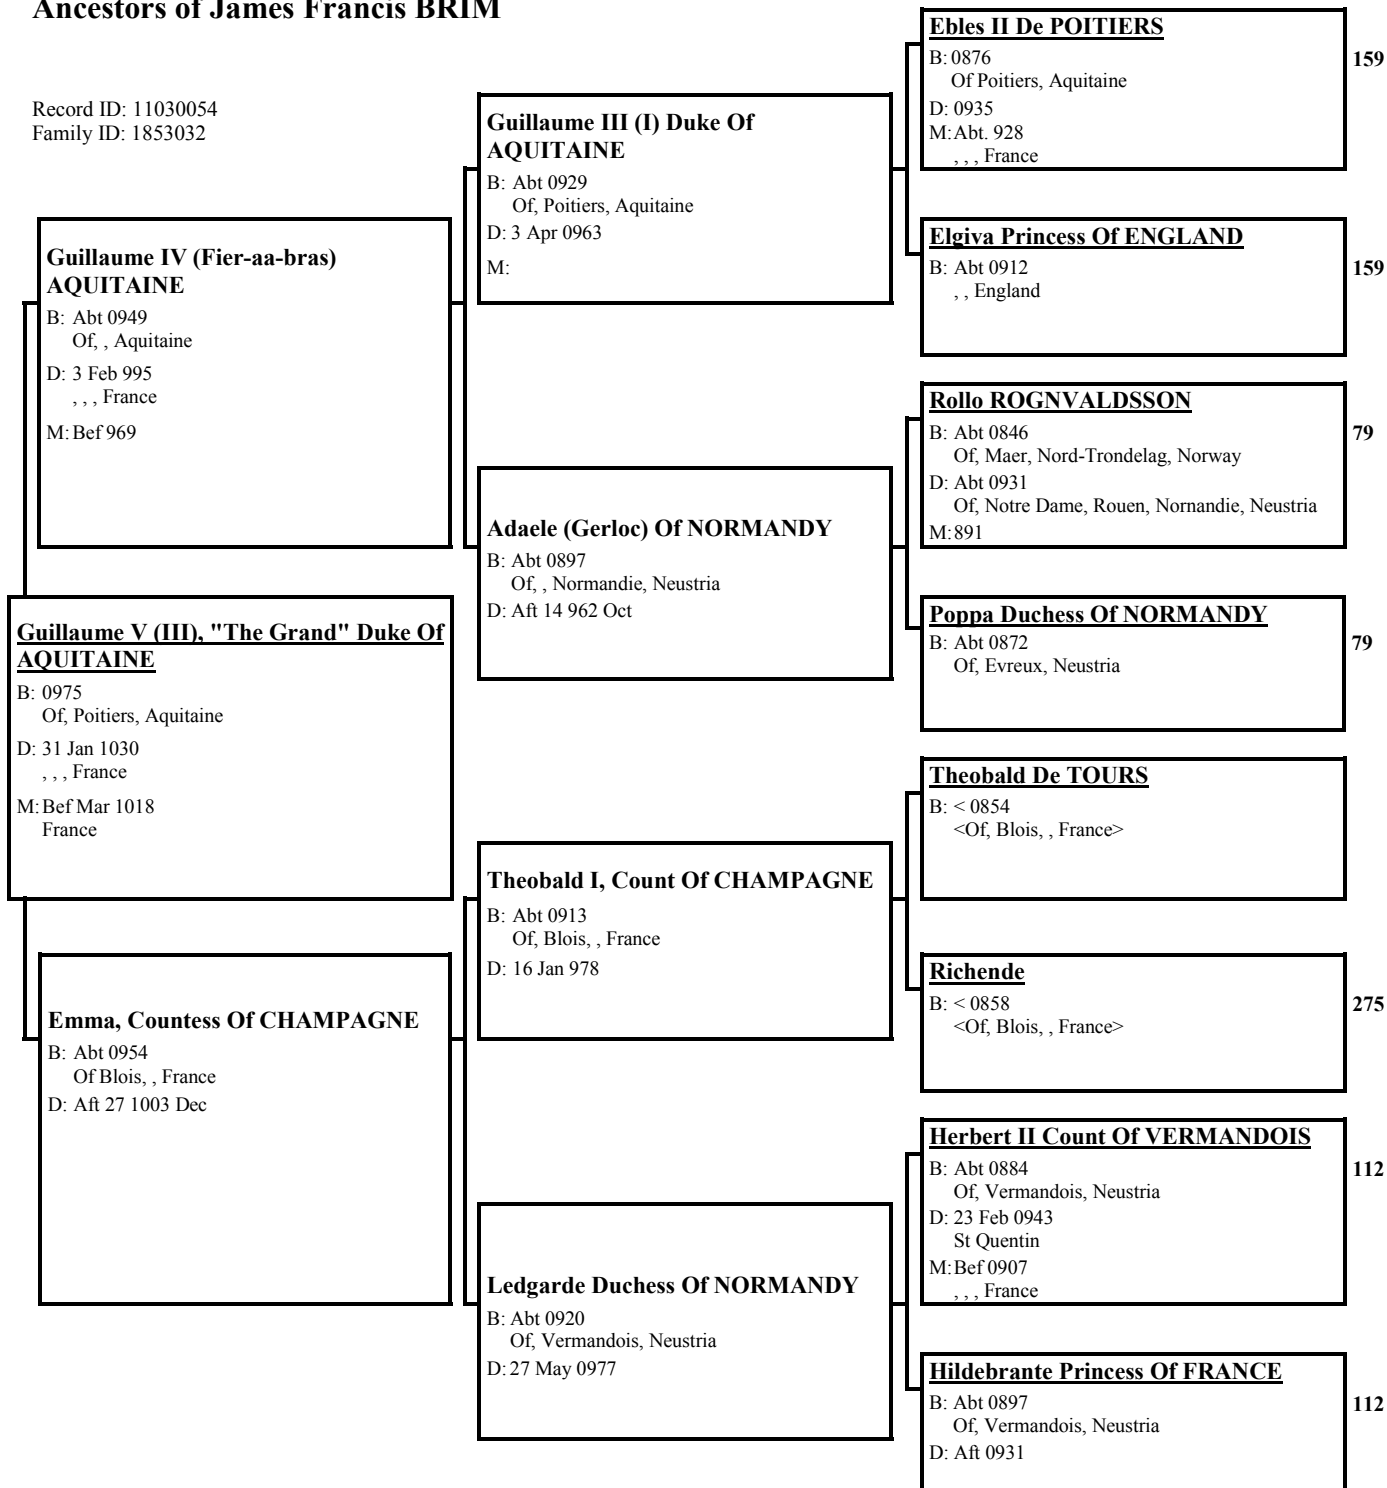 Ancestors of James Francis BRIM
Record ID: 11030054
Family ID: 1853032
Guillaume V (III), "The Grand" Duke Of
AQUITAINE
B: 0975
Of, Poitiers, Aquitaine
D: 31 Jan 1030
, , , France
M: Bef Mar 1018
France
Guillaume IV (Fier-aa-bras)
AQUITAINE
B: Abt 0949
Of, , Aquitaine
D: 3 Feb 995
, , , France
M: Bef 969
Emma, Countess Of CHAMPAGNE
B: Abt 0954
Of Blois, , France
D: Aft 27 1003 Dec
Guillaume III (I) Duke Of
AQUITAINE
B: Abt 0929
Of, Poitiers, Aquitaine
D: 3 Apr 0963
M:
Adaele (Gerloc) Of NORMANDY
B: Abt 0897
Of, , Normandie, Neustria
D: Aft 14 962 Oct
Theobald I, Count Of CHAMPAGNE
B: Abt 0913
Of, Blois, , France
D: 16 Jan 978
Ledgarde Duchess Of NORMANDY
B: Abt 0920
Of, Vermandois, Neustria
D: 27 May 0977
Ebles II De POITIERS
B: 0876
159
Of Poitiers, Aquitaine
D: 0935
M: Abt. 928
, , , France
Elgiva Princess Of ENGLAND
B: Abt 0912
159
, , England
Rollo ROGNVALDSSON
B: Abt 0846
79
Of, Maer, Nord-Trondelag, Norway
D: Abt 0931
Of, Notre Dame, Rouen, Nornandie, Neustria
M: 891
Poppa Duchess Of NORMANDY
B: Abt 0872
79
Of, Evreux, Neustria
Theobald De TOURS
B: < 0854
<Of, Blois, , France>
Richende
B: < 0858
275
<Of, Blois, , France>
Herbert II Count Of VERMANDOIS
B: Abt 0884
112
Of, Vermandois, Neustria
D: 23 Feb 0943
St Quentin
M: Bef 0907
, , , France
Hildebrante Princess Of FRANCE
B: Abt 0897
112
Of, Vermandois, Neustria
D: Aft 0931